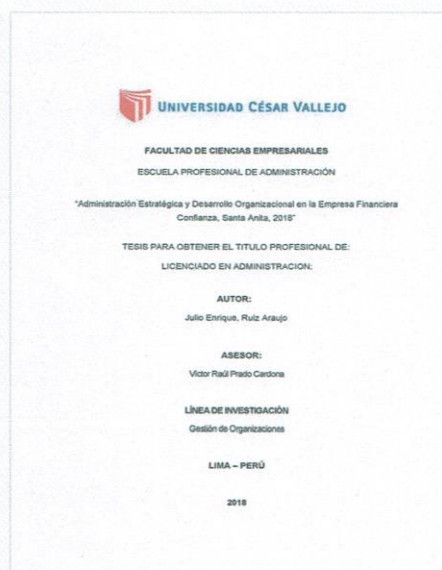 UNIVERSIDAD CÉSAR VALLEJO
FACULTAD DE CIENCIAS EMPRESARIALES
ESCUELA PROFESIONAL DE ADMINISTRACIÓN
"Administración Estratégica y Desarrollo Organizacional en la Empresa Financiera
Confianza, Santa Anita, 2018"
TESIS PARA OBTENER EL TITULO PROFESIONAL DE:
LICENCIADO EN ADMINISTRACION:
AUTOR:
Julio Enrique, Ruiz Araujo
ASESOR:
Víctor Raúl Prado Cardona
LÍNEA DE INVESTIGACIÓN
Gestión de Organizaciones
LIMA – PERÚ
2018